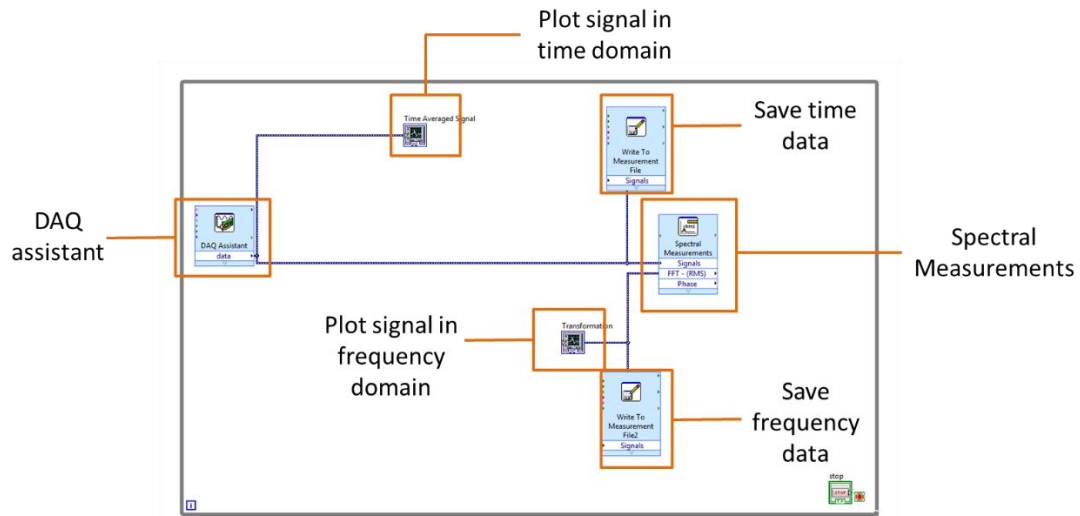 Plot signal in
time domain
Time Averaged Signal
Write To
Measurement
File
Signals
Save time
data
DAQ
assistant
DAQ Assistant
data
Spectral
Measurements
Signals
FFT - (RMS)
Phase
Spectral
Measurements
Plot signal in
frequency
domain
Transformation
Write To
Measurement
File2
Signals
Save
frequency
data
stop
STOP
i